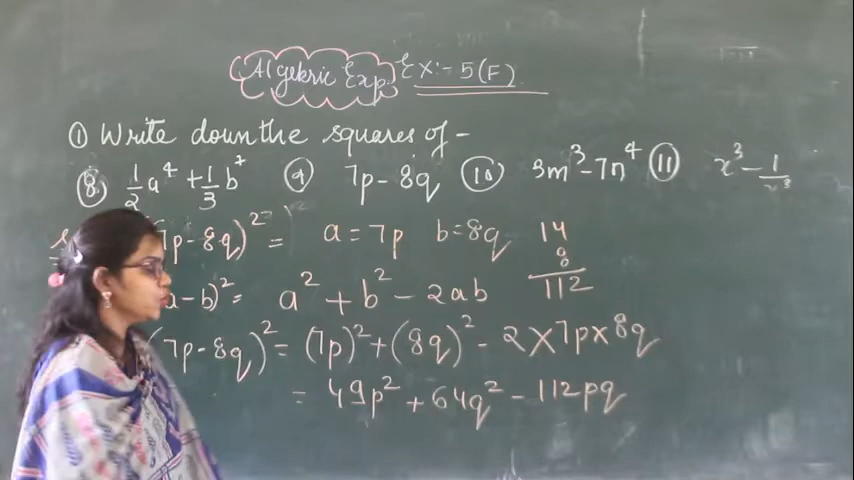 Algebric Exp. Ex:- 5(F)
① Write down the squares of -
⑧ 1/2 a⁴ + 1/3 b⁷ ⑨ 7p - 8q ⑩ 3m³ - 7n⁴ ⑪ x³ - 1/x³
7p - 8q)² = a = 7p b = 8q 14
8
112
a - b)² = a² + b² - 2ab
(7p - 8q)² = (7p)² + (8q)² - 2 × 7p × 8q
= 49p² + 64q² - 112pq